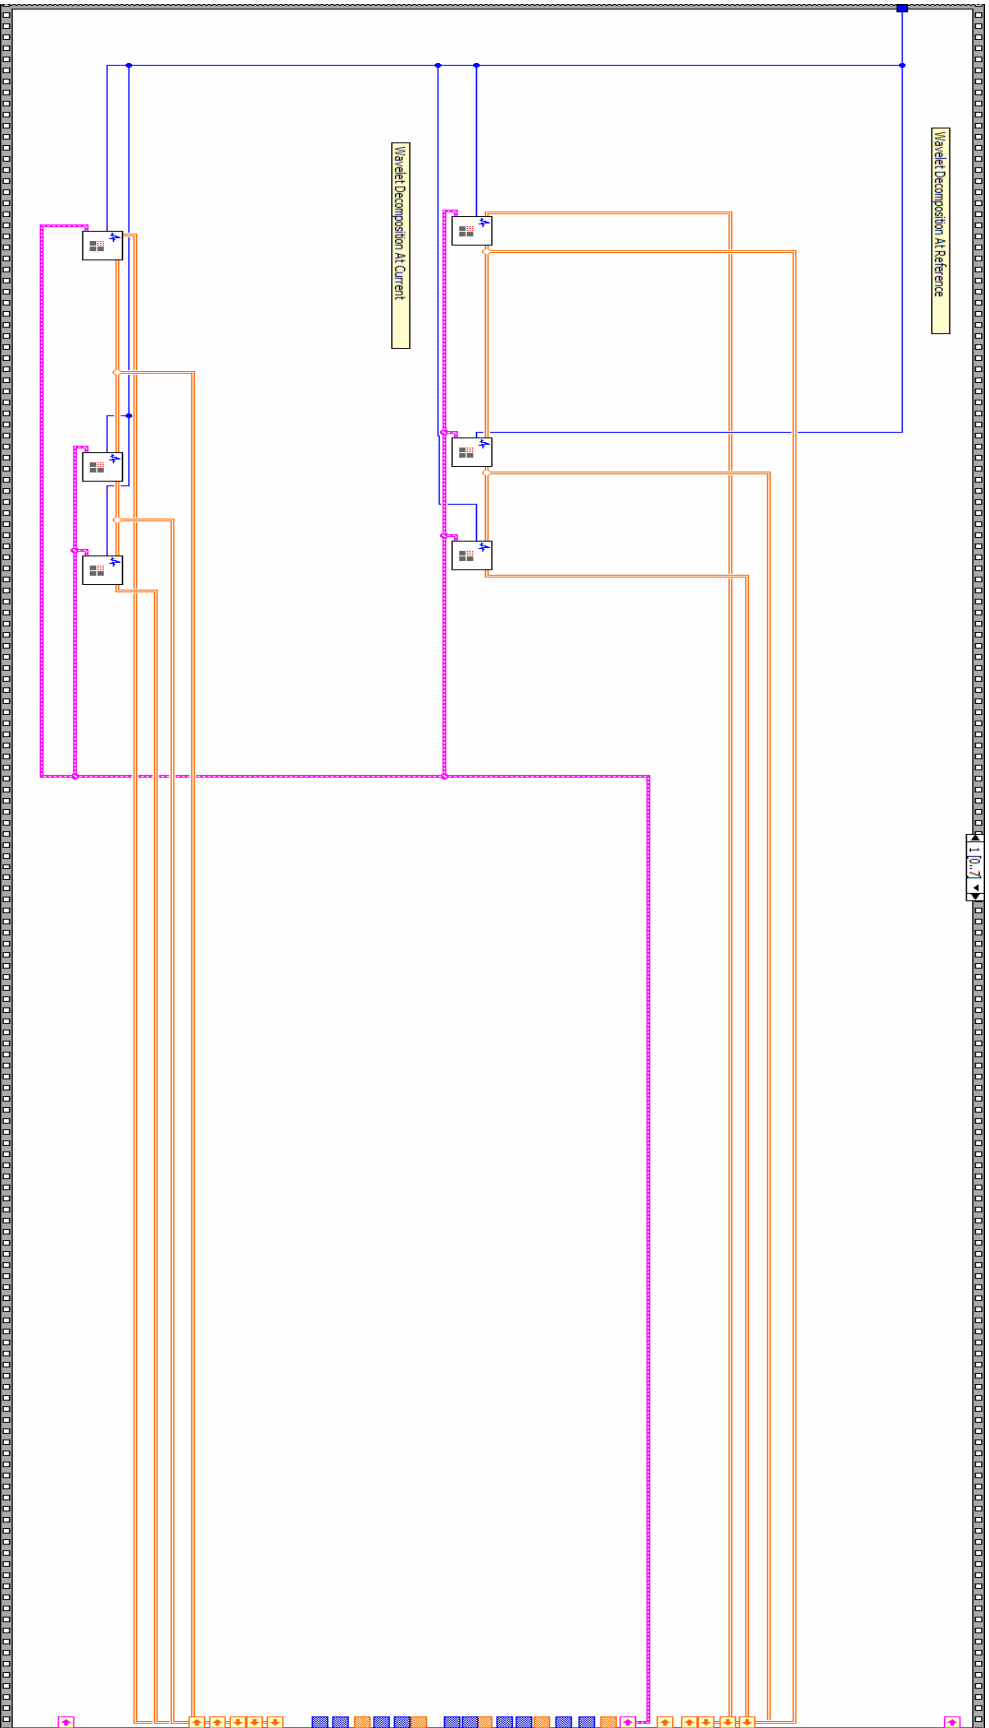 Wavelet Decomposition At Reference
1 [0..7]
Wavelet Decomposition At Current